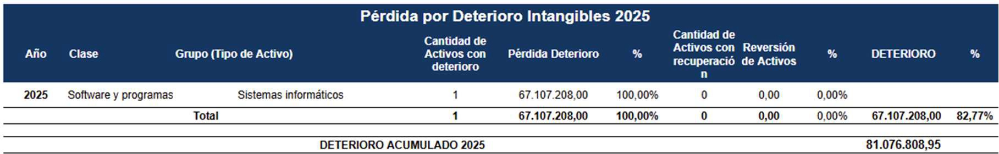 Pérdida por Deterioro Intangibles 2025
Año Clase Grupo (Tipo de Activo) Cantidad de Activos con deterioro Pérdida Deterioro % Cantidad de Activos con recuperació n Reversión de Activos % DETERIORO %
2025 Software y programas Sistemas informáticos 1 67.107.208,00 100,00% 0 0,00 0,00%
Total 1 67.107.208,00 100,00% 0 0,00 0,00% 67.107.208,00 82,77%
DETERIORO ACUMULADO 2025 81.076.808,95